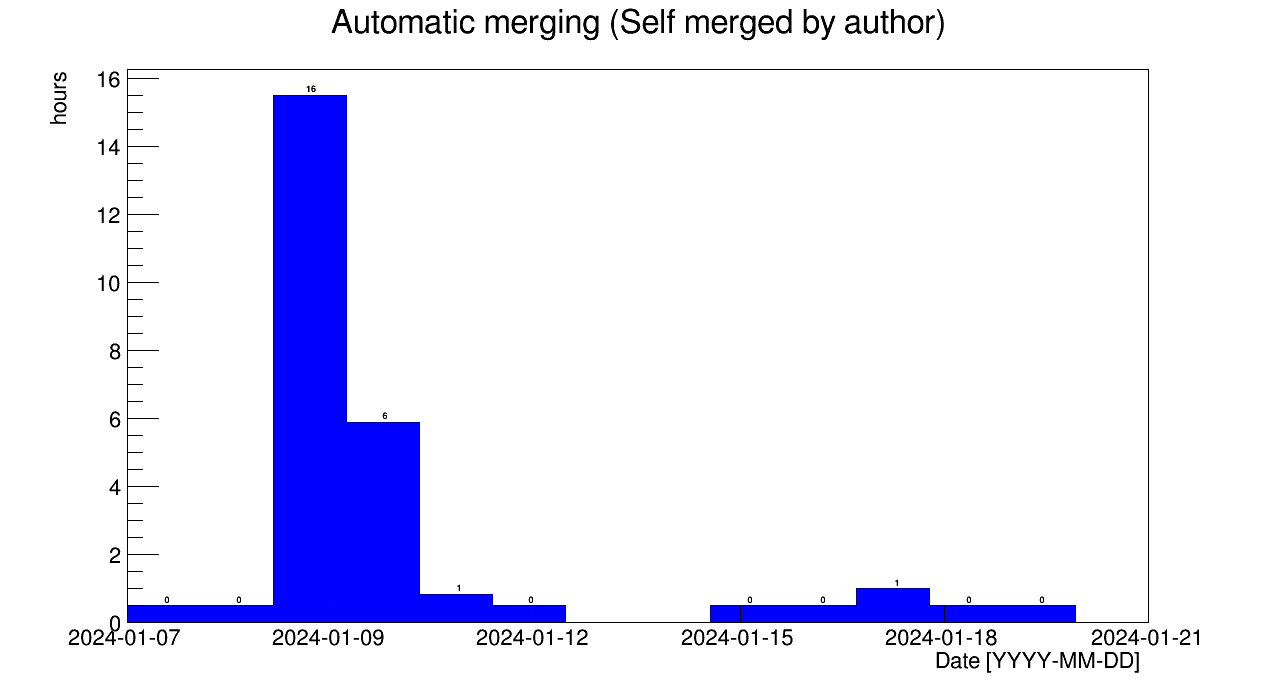 Automatic merging (Self merged by author)
hours
16
14
12
10
8
6
4
2
0
0 0 16 6 1 0 0 0 1 0 0
2024-01-07 2024-01-09 2024-01-12 2024-01-15 2024-01-18 2024-01-21
Date [YYYY-MM-DD]